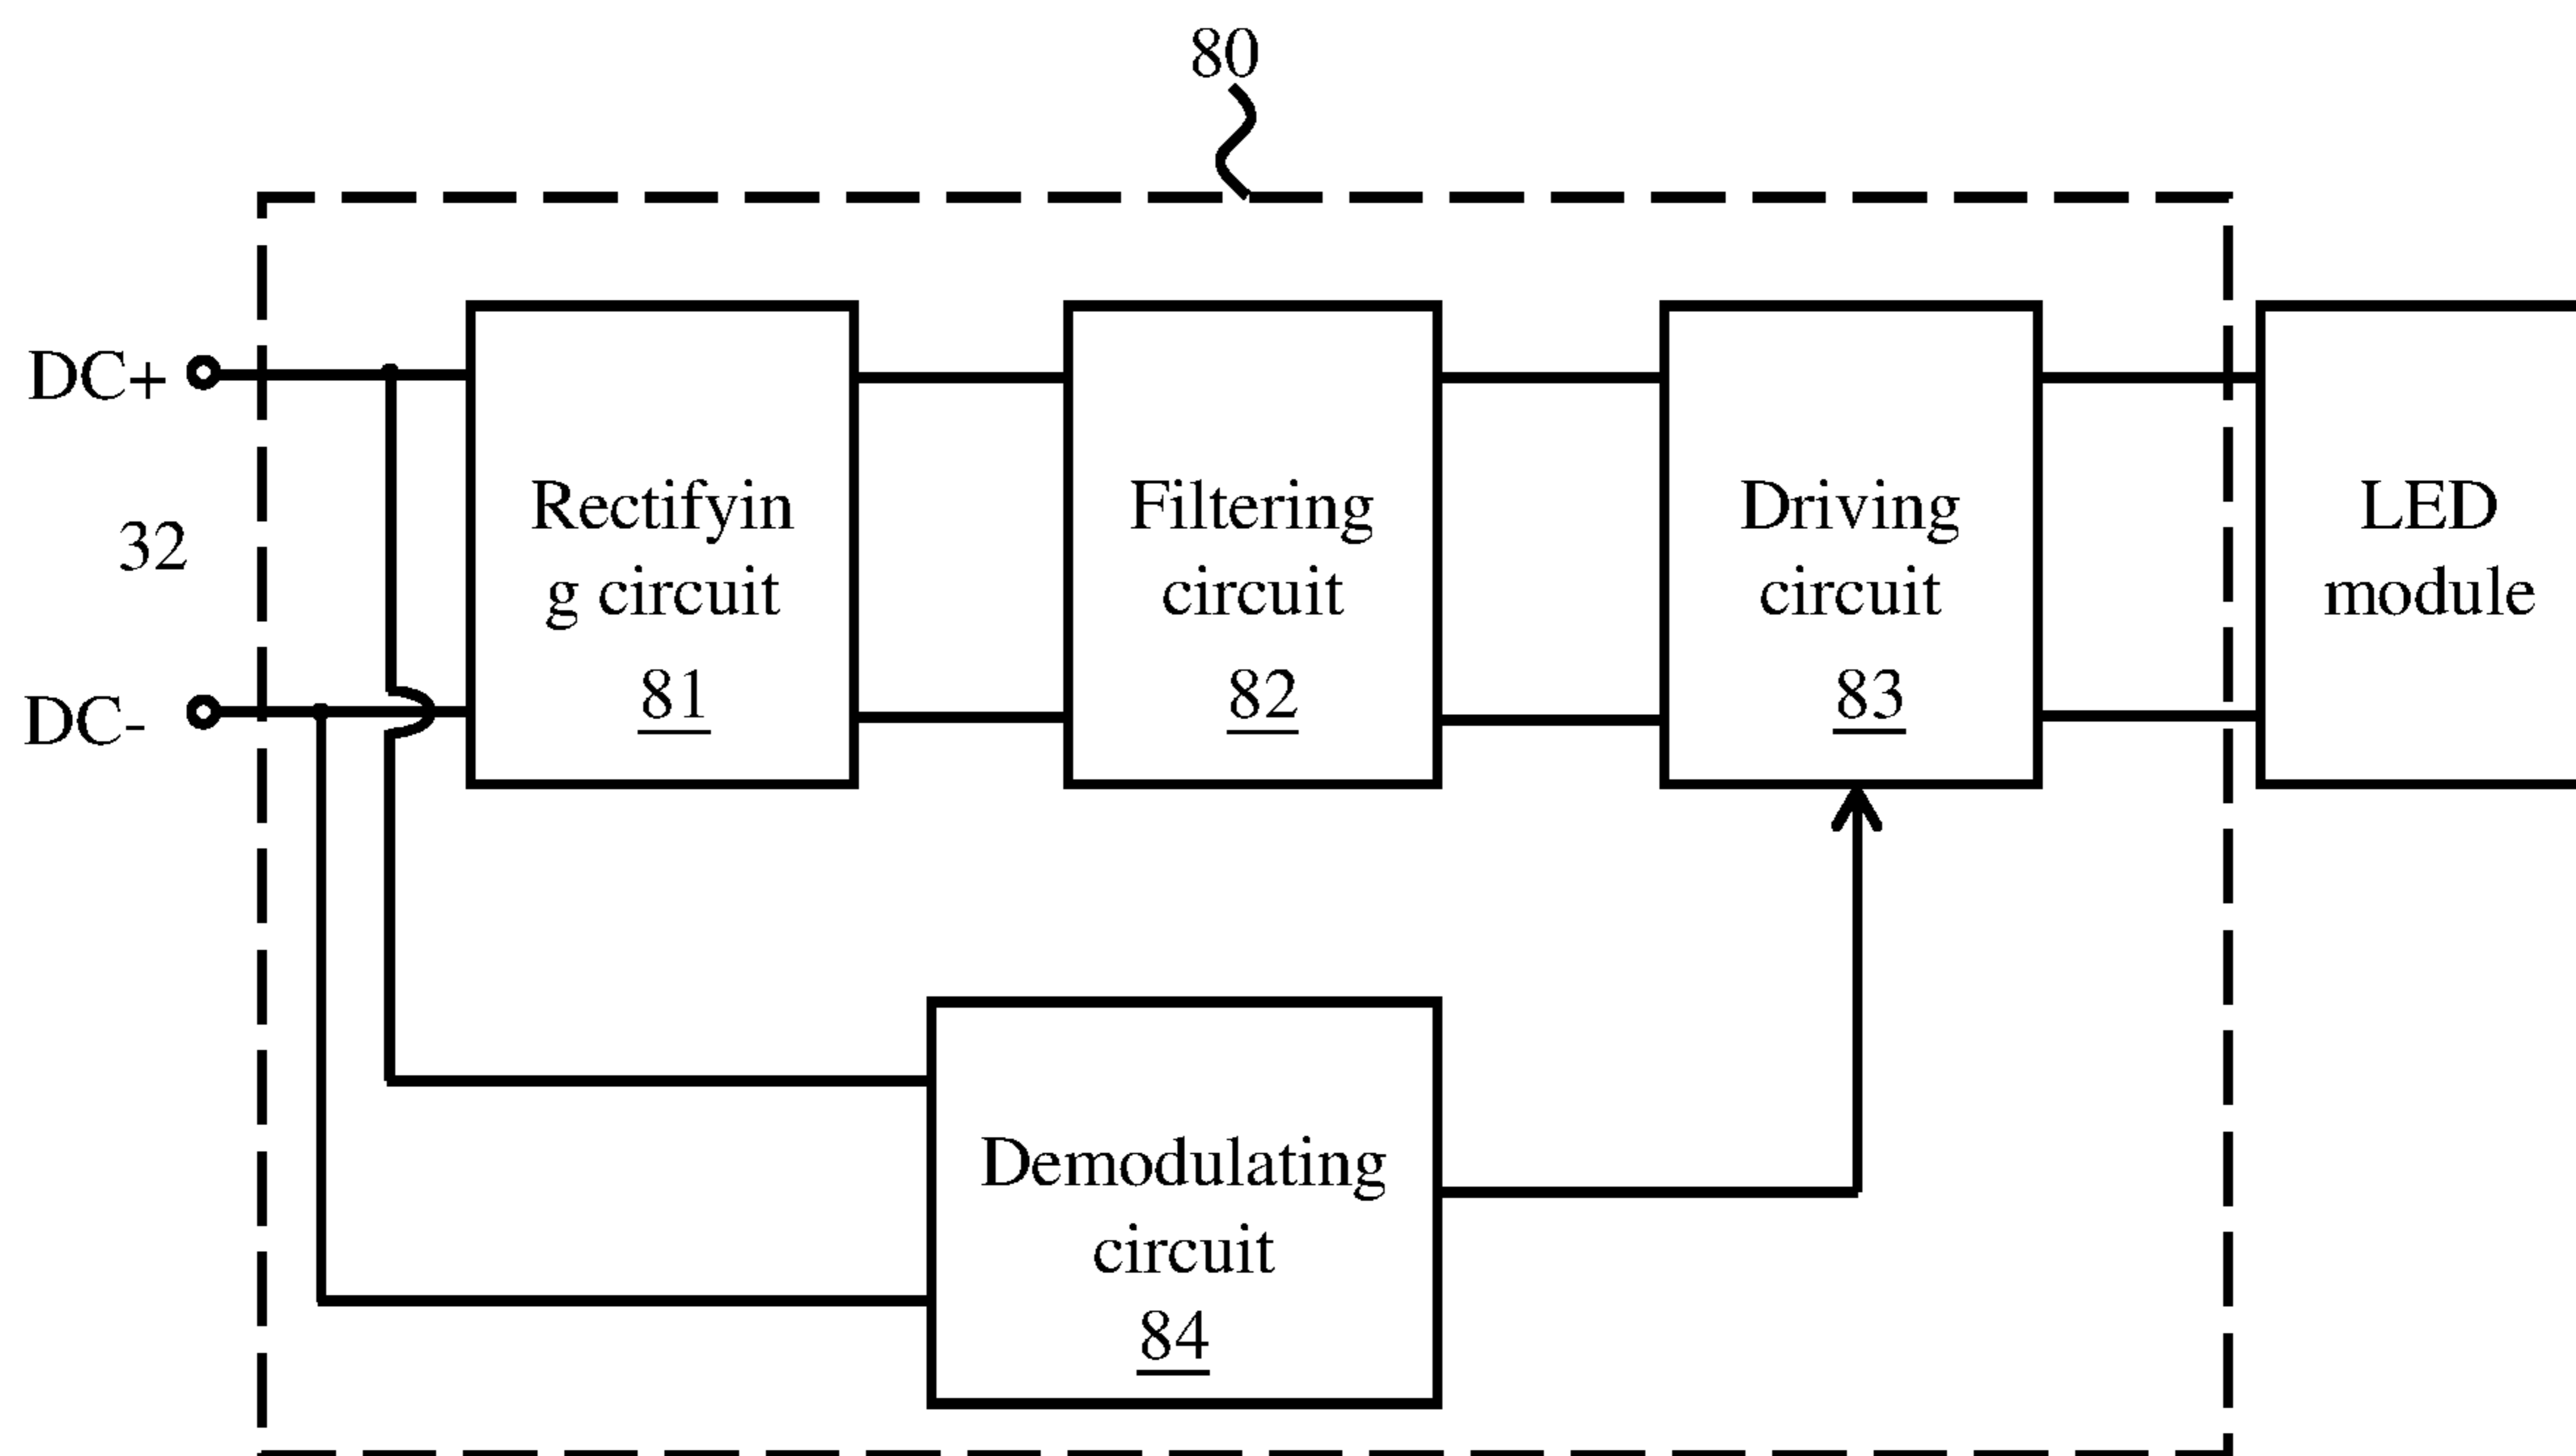 80
DC+
32
DC-
Rectifyin
g circuit
81
Filtering
circuit
82
Driving
circuit
83
LED
module
Demodulating
circuit
84